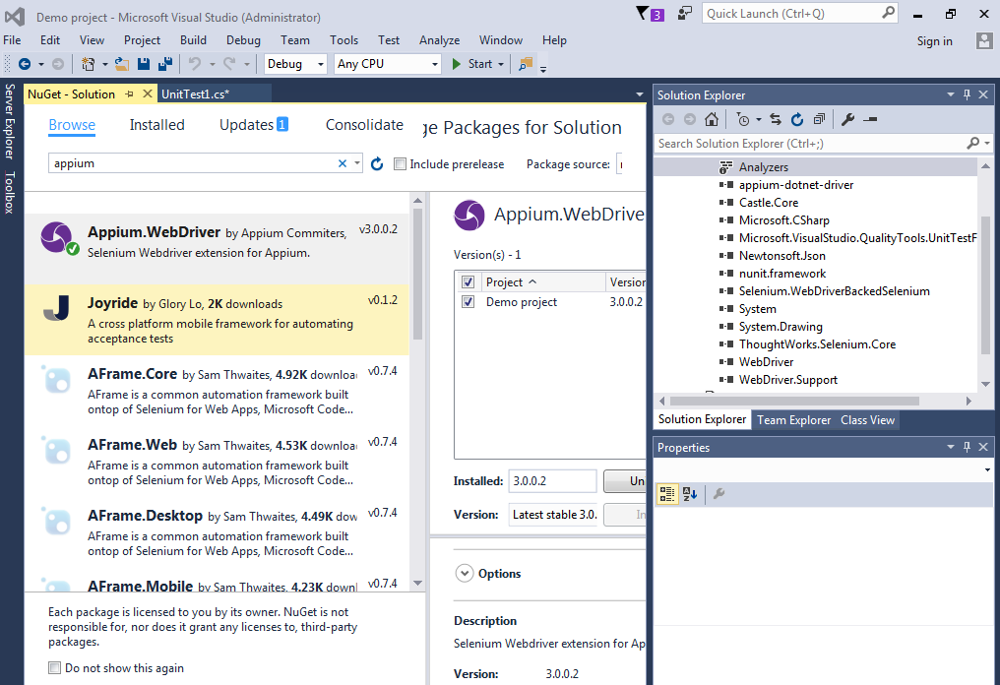 Demo project - Microsoft Visual Studio (Administrator)
3
Quick Launch (Ctrl+Q)
File Edit View Project Build Debug Team Tools Test Analyze Window Help
Sign in
Debug Any CPU Start
Server Explorer
Toolbox
NuGet - Solution UnitTest1.cs*
Browse Installed Updates 1 Consolidate
ge Packages for Solution
appium
Include prerelease Package source:
Appium.WebDriver by Appium Commiters, v3.0.0.2
Selenium Webdriver extension for Appium.
Joyride by Glory Lo, 2K downloads v0.1.2
A cross platform mobile framework for automating
acceptance tests
AFrame.Core by Sam Thwaites, 4.92K downloa v0.7.4
AFrame is a common automation framework built
ontop of Selenium for Web Apps, Microsoft Code...
AFrame.Web by Sam Thwaites, 4.53K downloa v0.7.4
AFrame is a common automation framework built
ontop of Selenium for Web Apps, Microsoft Code...
AFrame.Desktop by Sam Thwaites, 4.49K dow v0.7.4
AFrame is a common automation framework built
ontop of Selenium for Web Apps, Microsoft Code...
AFrame.Mobile by Sam Thwaites, 4.23K downl v0.7.4
Each package is licensed to you by its owner. NuGet is not
responsible for, nor does it grant any licenses to, third-party
packages.
Do not show this again
Appium.WebDrive
Version(s) - 1
Project Version
Demo project 3.0.0.2
Installed: 3.0.0.2 Un
Version: Latest stable 3.0. In
Options
Description
Selenium Webdriver extension for Ap
Version: 3.0.0.2
Solution Explorer
Search Solution Explorer (Ctrl+;)
Analyzers
appium-dotnet-driver
Castle.Core
Microsoft.CSharp
Microsoft.VisualStudio.QualityTools.UnitTestF
Newtonsoft.Json
nunit.framework
Selenium.WebDriverBackedSelenium
System
System.Drawing
ThoughtWorks.Selenium.Core
WebDriver
WebDriver.Support
Solution Explorer Team Explorer Class View
Properties